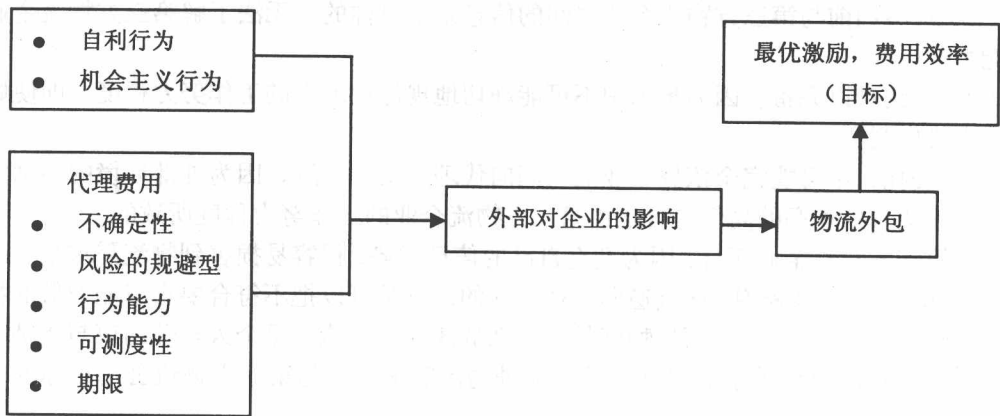 自利行为
机会主义行为
代理费用
不确定性
风险的规避型
行为能力
可测度性
期限
外部对企业的影响
物流外包
最优激励，费用效率
（目标）